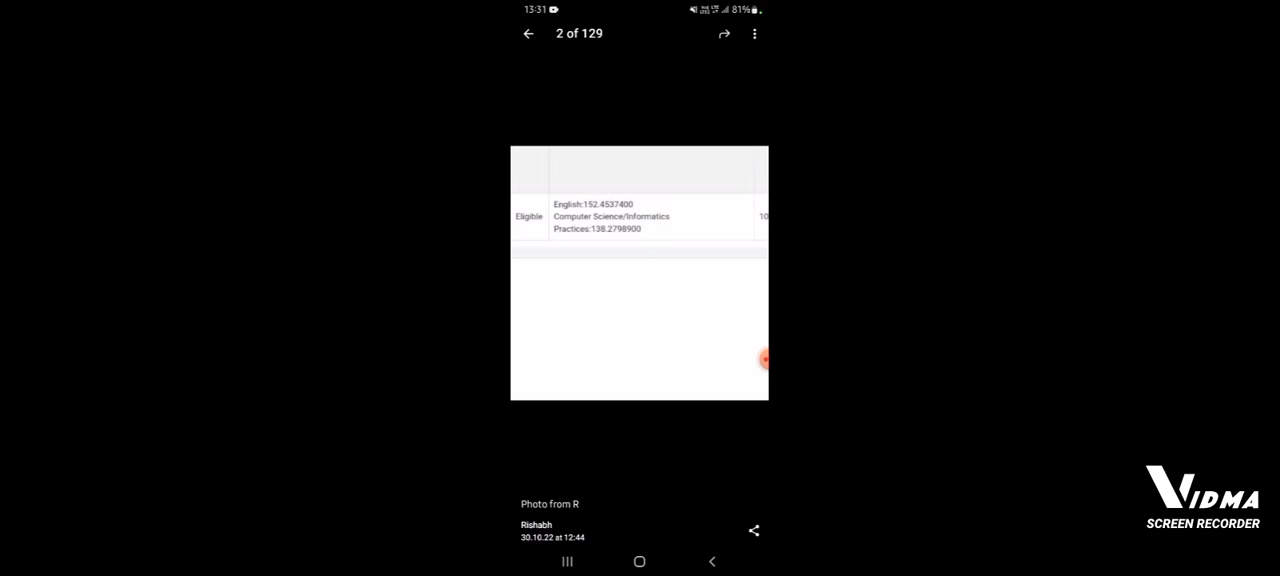 13:31 81%
2 of 129
English:152.4537400
Eligible Computer Science/Informatics 10
Practices:138.2798900
Photo from R
Rishabh
30.10.22 at 12:44
VIDMA
SCREEN RECORDER